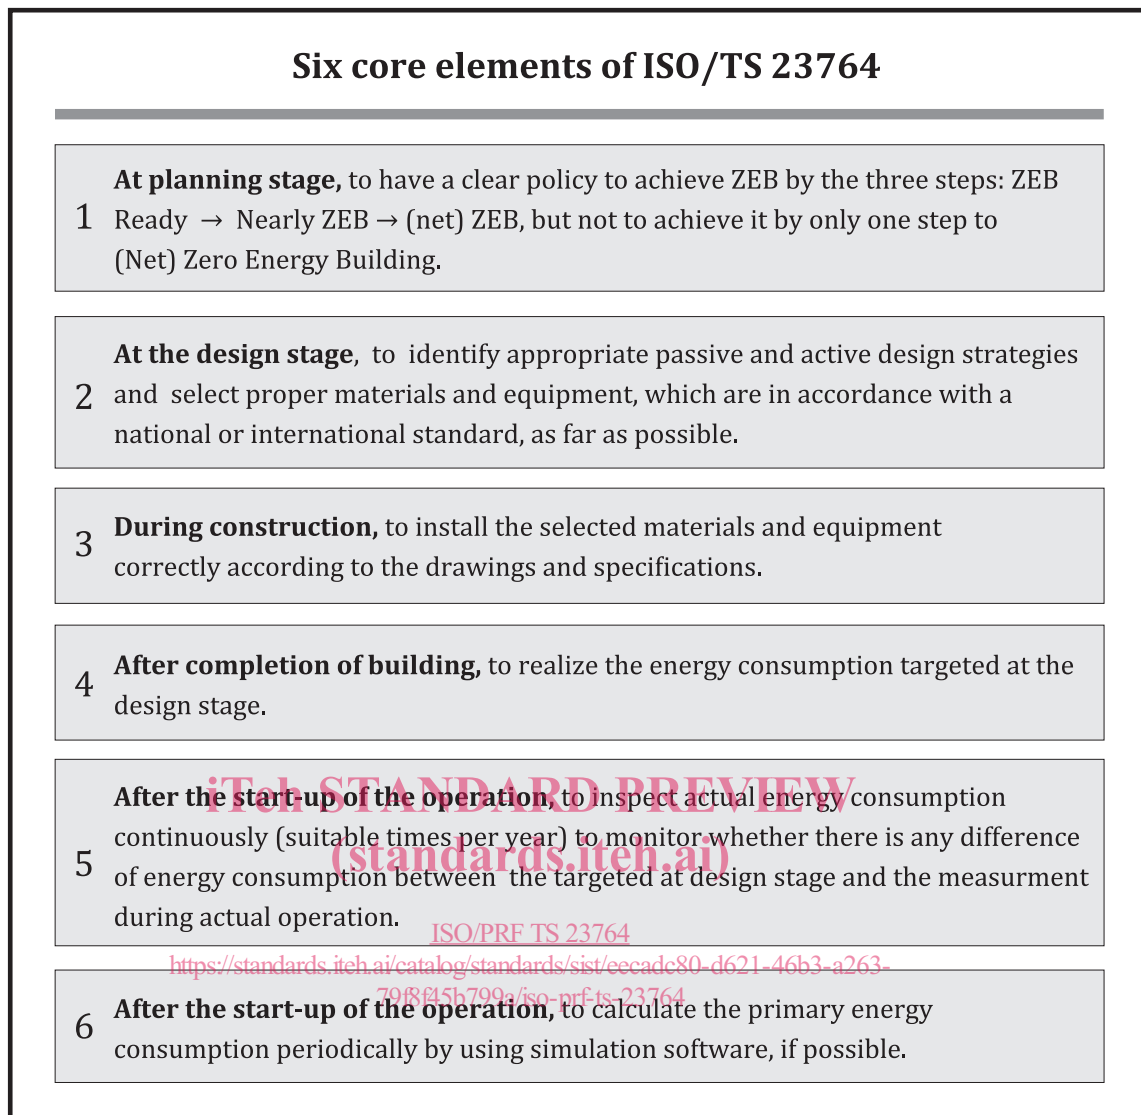 Six core elements of ISO/TS 23764
At planning stage, to have a clear policy to achieve ZEB by the three steps: ZEB
1 Ready → Nearly ZEB → (net) ZEB, but not to achieve it by only one step to
(Net) Zero Energy Building.
At the design stage, to identify appropriate passive and active design strategies
2 and select proper materials and equipment, which are in accordance with a
national or international standard, as far as possible.
3 During construction, to install the selected materials and equipment
correctly according to the drawings and specifications.
4 After completion of building, to realize the energy consumption targeted at the
design stage.
iTeh STANDARD PREVIEW
After the start-up of the operation, to inspect actual energy consumption
continuously (suitable times per year) to monitor whether there is any difference
(standards.iteh.ai)
5 of energy consumption between the targeted at design stage and the measurment
during actual operation.
ISO/PRF TS 23764
https://standards.iteh.ai/catalog/standards/sist/eecadc80-d621-46b3-a263-
79f8f45b799a/iso-prf-ts-23764
6 After the start-up of the operation, to calculate the primary energy
consumption periodically by using simulation software, if possible.